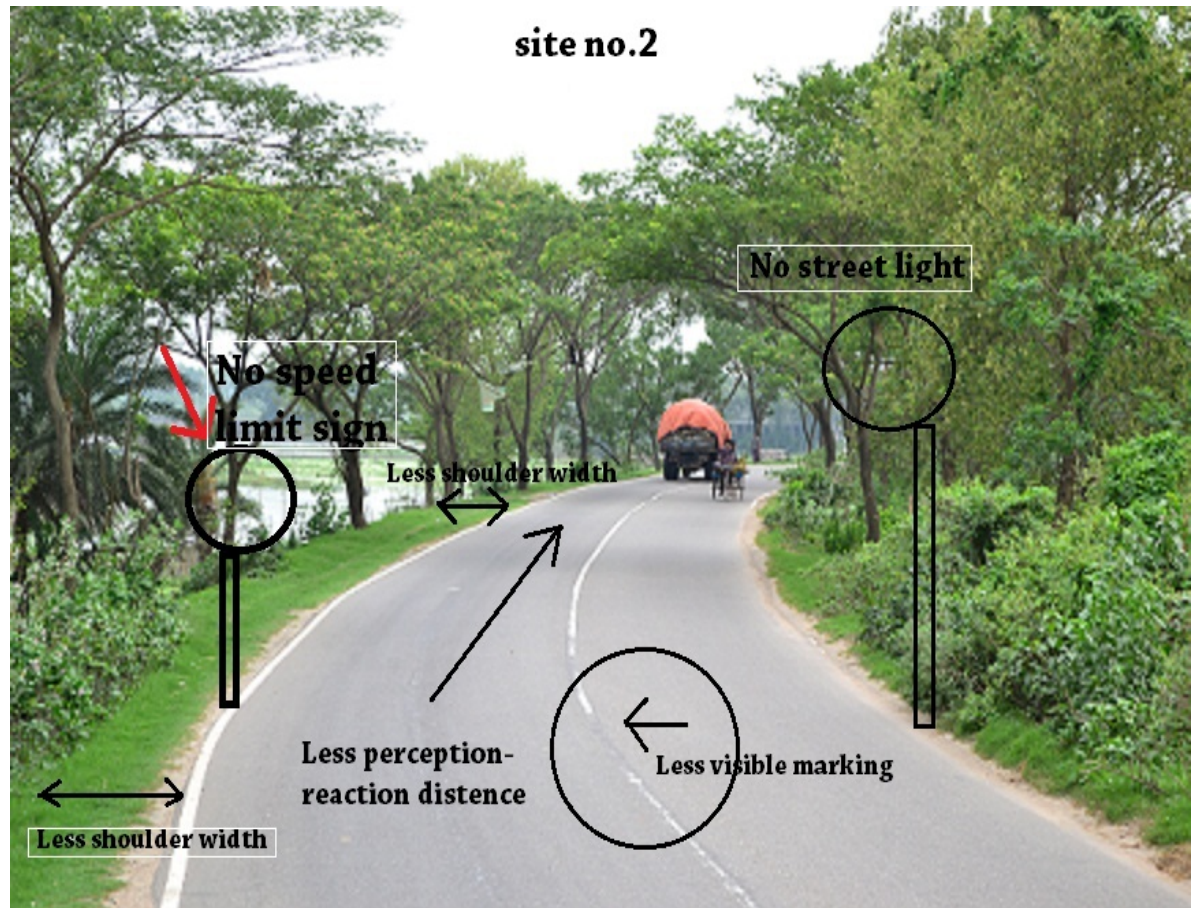 site no.2
No street light
No speed
limit sign
Less shoulder width
Less perception-
reaction distence
Less visible marking
Less shoulder width